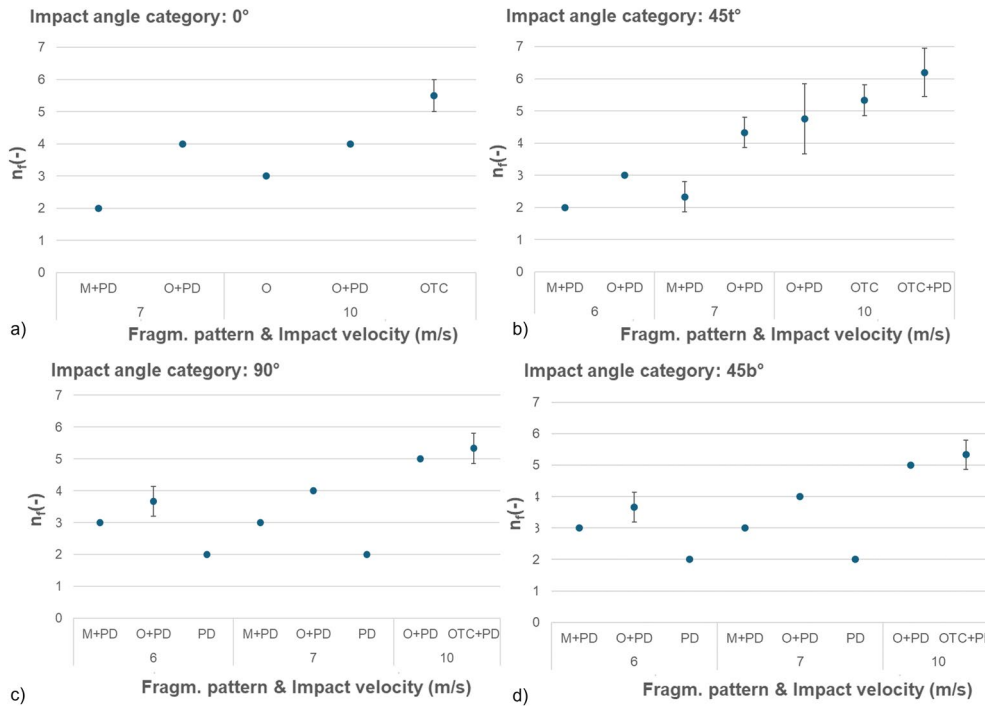 Impact angle category: 0°
7
6
5
4
3
2
1
0
nf(-)
M+PD O+PD O O+PD OTC
7 10
Fragm. pattern & Impact velocity (m/s)
a)
Impact angle category: 45t°
7
6
5
4
3
2
1
0
nf(-)
M+PD O+PD M+PD O+PD O+PD OTC OTC+PD
6 7 10
Fragm. pattern & Impact velocity (m/s)
b)
Impact angle category: 90°
7
6
5
4
3
2
1
0
nf(-)
M+PD O+PD PD M+PD O+PD PD O+PD OTC+PD
6 7 10
Fragm. pattern & Impact velocity (m/s)
c)
Impact angle category: 45b°
7
6
5
4
3
2
1
0
nf(-)
M+PD O+PD PD M+PD O+PD PD O+PD OTC+PD
6 7 10
Fragm. pattern & Impact velocity (m/s)
d)